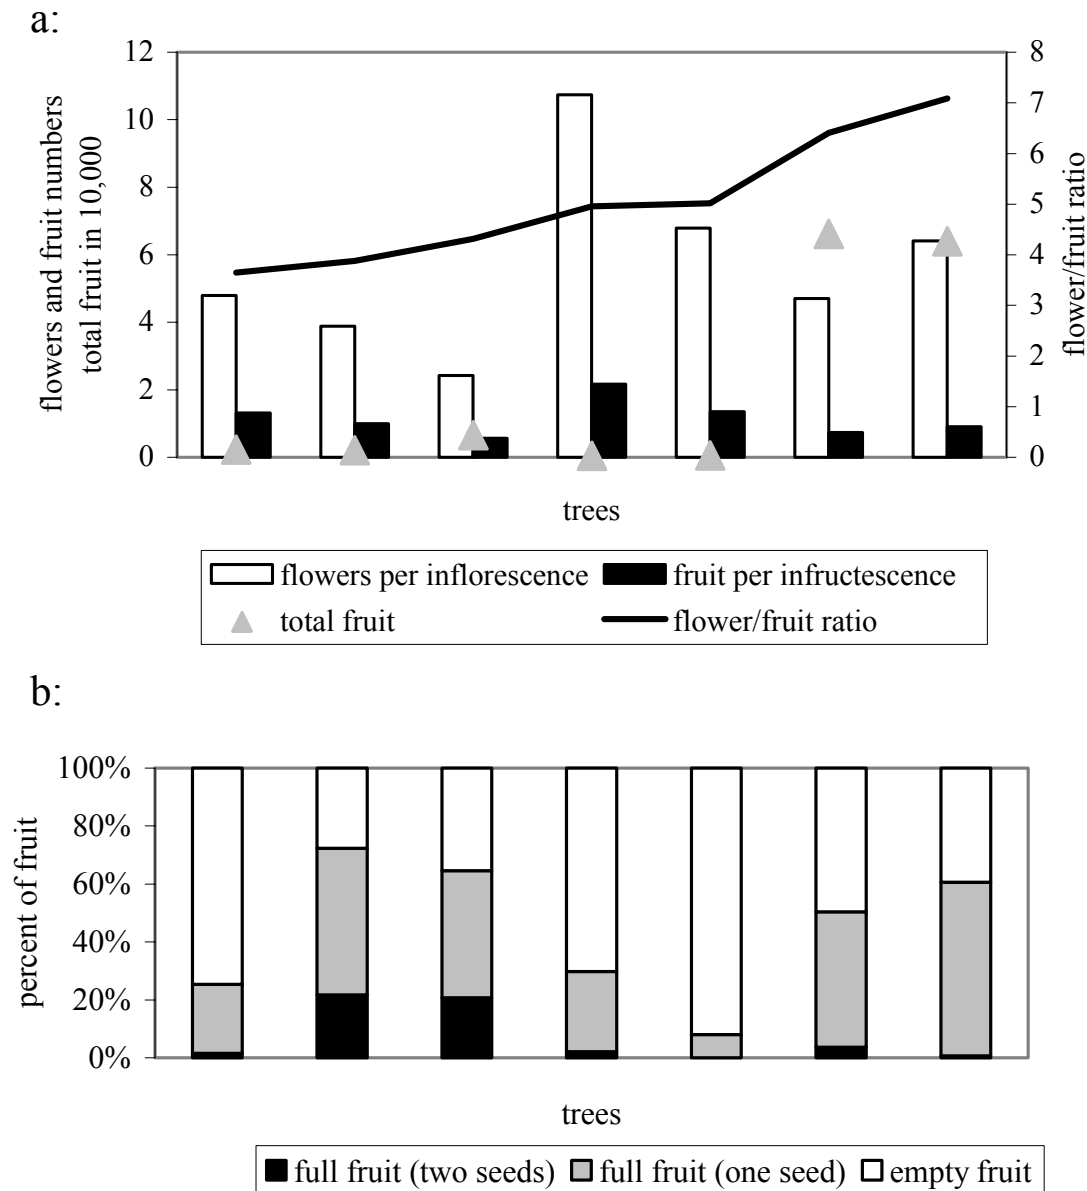 a:
12
10
8
6
4
2
0
flowers and fruit numbers
total fruit in 10,000
8
7
6
5
4
3
2
1
0
flower/fruit ratio
trees
flowers per inflorescence fruit per infructescence
total fruit flower/fruit ratio
b:
100%
80%
60%
40%
20%
0%
percent of fruit
trees
full fruit (two seeds) full fruit (one seed) empty fruit